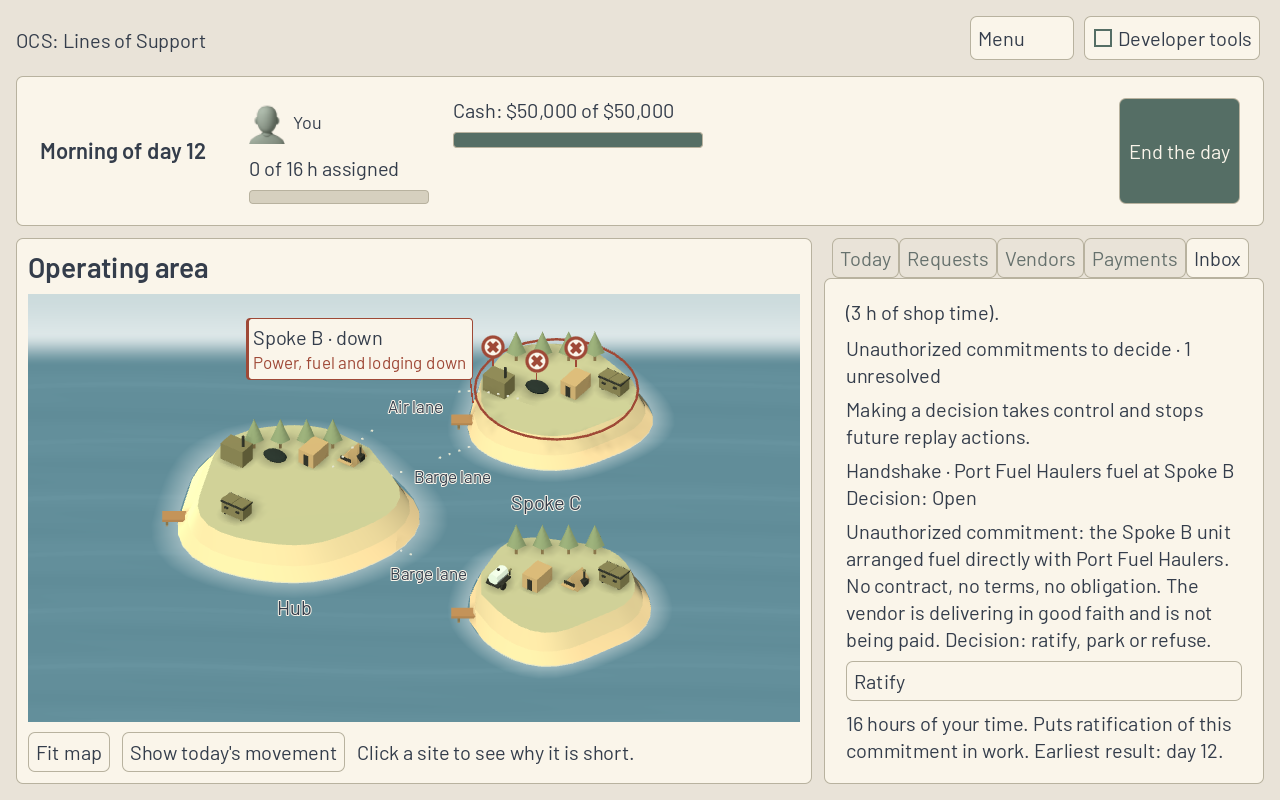 OCS: Lines of Support
Menu
Developer tools
Morning of day 12
You
0 of 16 h assigned
Cash: $50,000 of $50,000
End the day
Operating area
Spoke B · down
Power, fuel and lodging down
Air lane
Barge lane
Spoke C
Barge lane
Hub
Fit map
Show today's movement
Click a site to see why it is short.
Today
Requests
Vendors
Payments
Inbox
(3 h of shop time).
Unauthorized commitments to decide · 1
unresolved
Making a decision takes control and stops
future replay actions.
Handshake · Port Fuel Haulers fuel at Spoke B
Decision: Open
Unauthorized commitment: the Spoke B unit
arranged fuel directly with Port Fuel Haulers.
No contract, no terms, no obligation. The
vendor is delivering in good faith and is not
being paid. Decision: ratify, park or refuse.
Ratify
16 hours of your time. Puts ratification of this
commitment in work. Earliest result: day 12.